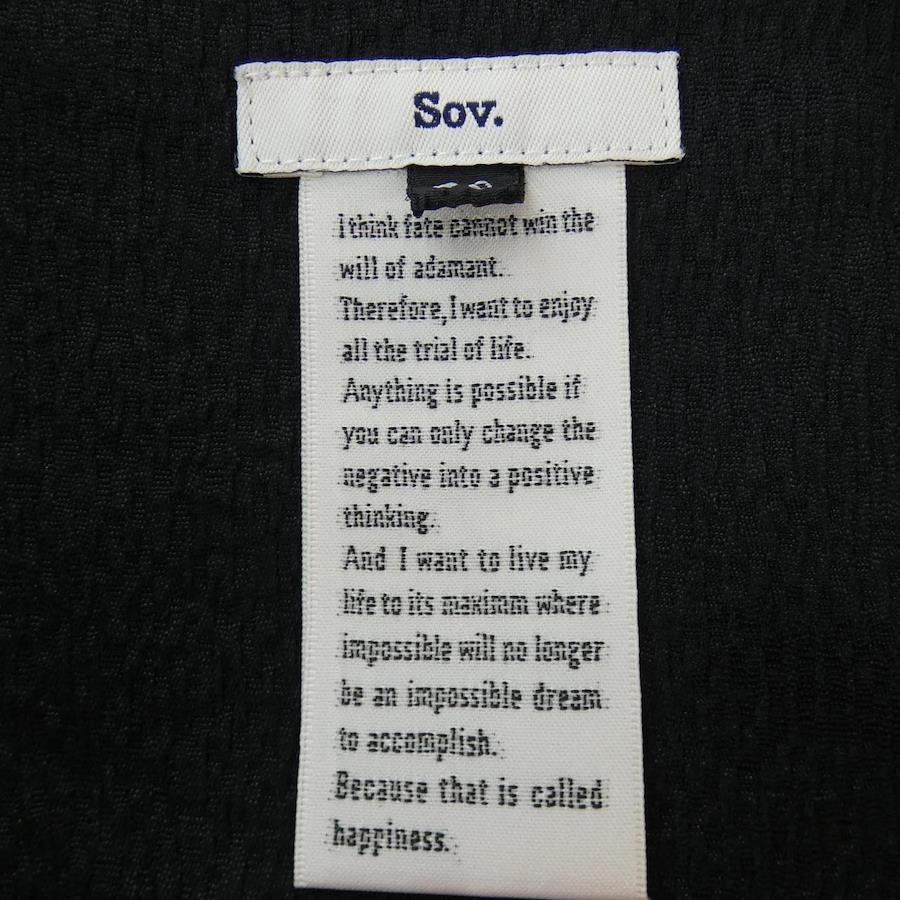 Sov.
I think fate cannot win the
will of adamant.
Therefore, I want to enjoy
all the trial of life.
Anything is possible if
you can only change the
negative into a positive
thinking.
And I want to live my
life to its maximm where
impossible will no longer
be an impossible dream
to accomplish.
Because that is called
happiness.